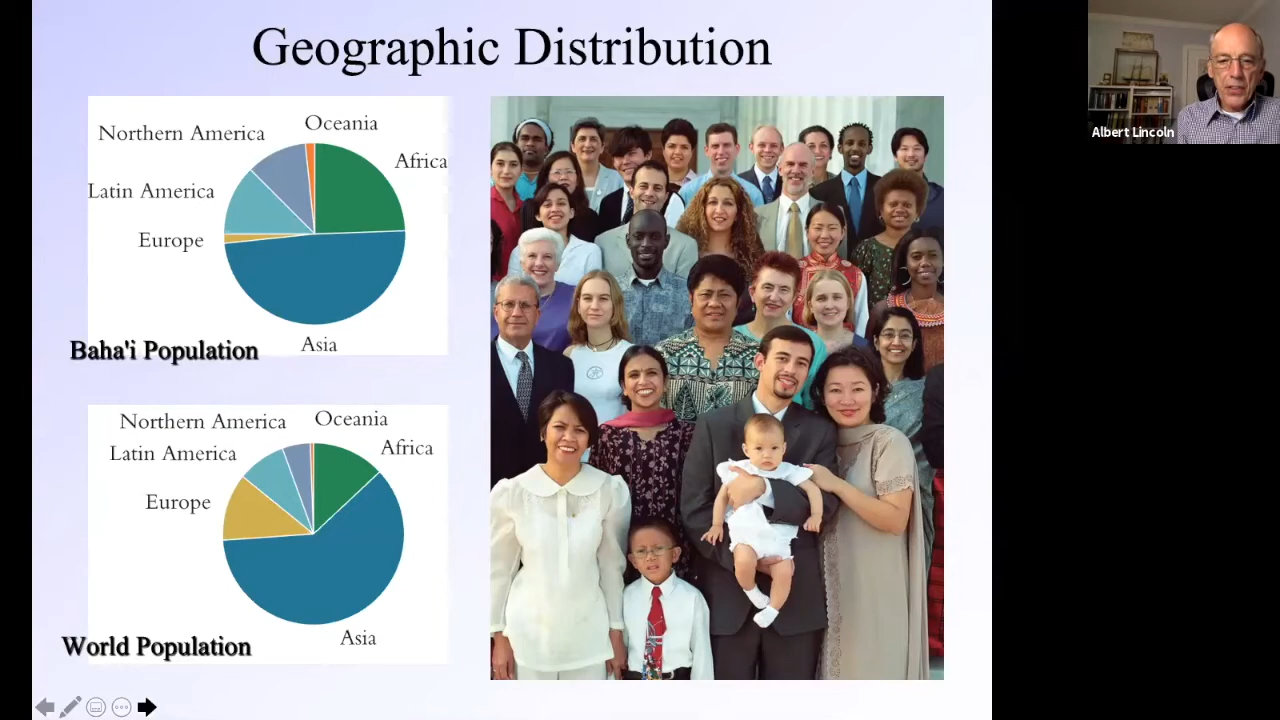 Geographic Distribution
Northern America
Oceania
Africa
Latin America
Europe
Asia
Baha'i Population
Northern America
Oceania
Africa
Latin America
Europe
Asia
World Population
Albert Lincoln